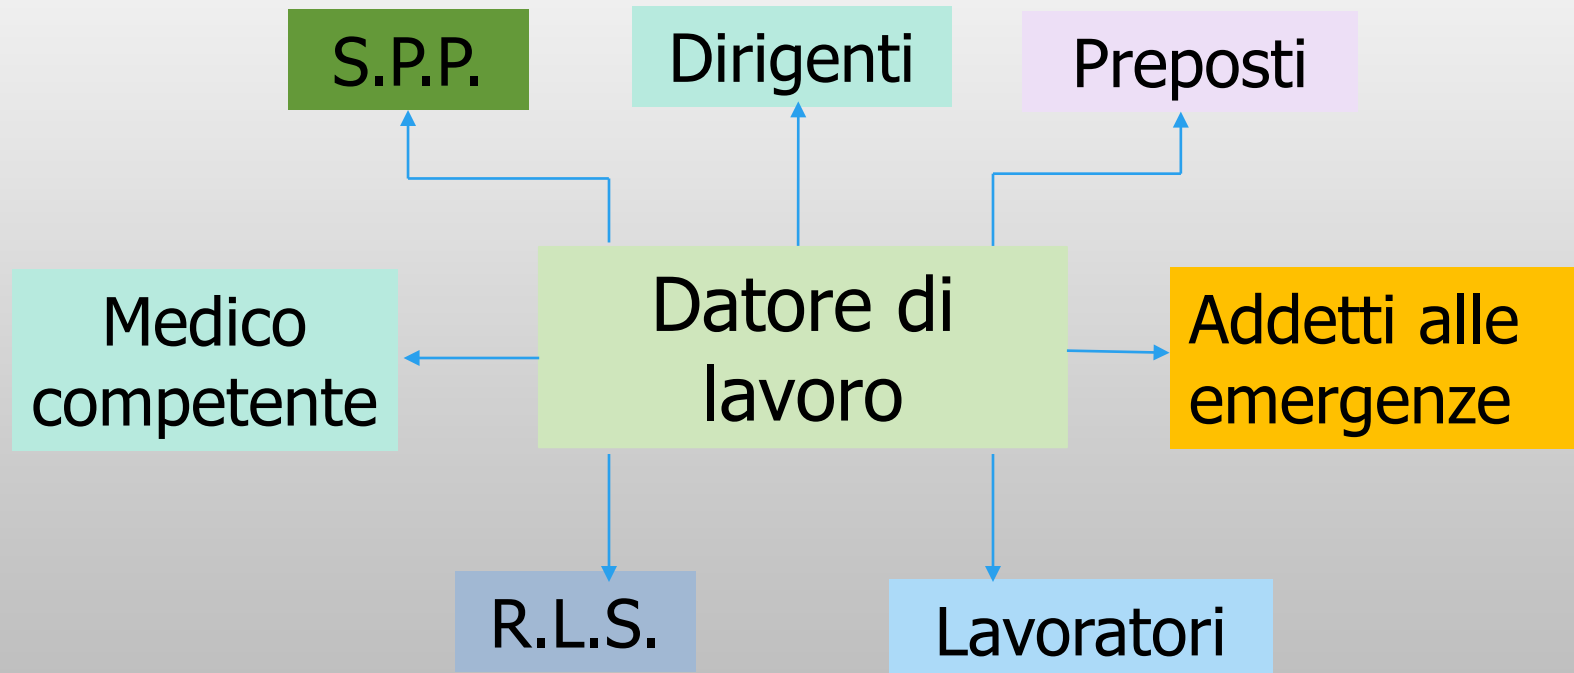 S.P.P.
Dirigenti
Preposti
Medico
competente
Datore di
lavoro
Addetti alle
emergenze
R.L.S.
Lavoratori